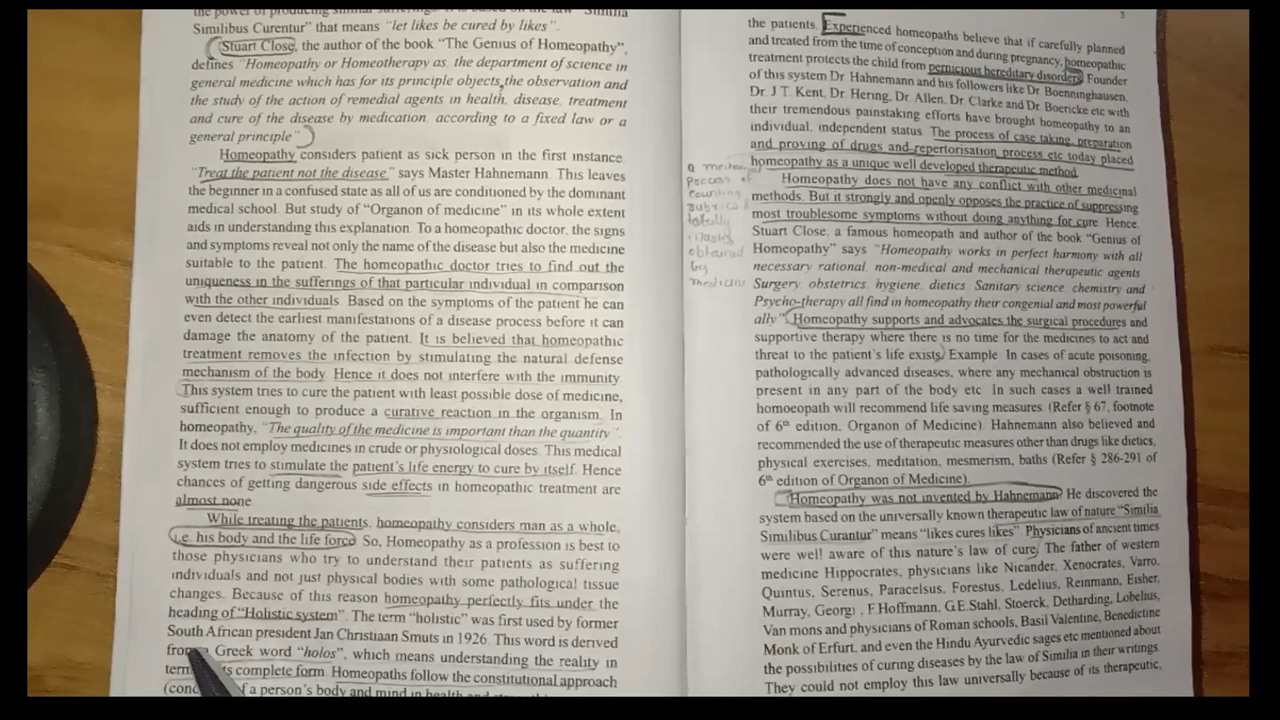 the power of producing similar sufferings. It is based on the law "Similia
Similibus Curentur" that means "let likes be cured by likes".
Stuart Close, the author of the book "The Genius of Homeopathy",
defines "Homeopathy or Homeotherapy as, the department of science in
general medicine which has for its principle objects, the observation and
the study of the action of remedial agents in health, disease, treatment
and cure of the disease by medication, according to a fixed law or a
general principle"
Homeopathy considers patient as sick person in the first instance
"Treat the patient not the disease" says Master Hahnemann. This leaves
the beginner in a confused state as all of us are conditioned by the dominant
medical school. But study of "Organon of medicine" in its whole extent
aids in understanding this explanation. To a homeopathic doctor, the signs
and symptoms reveal not only the name of the disease but also the medicine
suitable to the patient. The homeopathic doctor tries to find out the
uniqueness in the sufferings of that particular individual in comparison
with the other individuals. Based on the symptoms of the patient he can
even detect the earliest manifestations of a disease process before it can
damage the anatomy of the patient. It is believed that homeopathic
treatment removes the infection by stimulating the natural defense
mechanism of the body. Hence it does not interfere with the immunity.
This system tries to cure the patient with least possible dose of medicine,
sufficient enough to produce a curative reaction in the organism. In
homeopathy, "The quality of the medicine is important than the quantity".
It does not employ medicines in crude or physiological doses. This medical
system tries to stimulate the patient's life energy to cure by itself. Hence
chances of getting dangerous side effects in homeopathic treatment are
almost none
While treating the patients, homeopathy considers man as a whole,
i.e. his body and the life force. So, Homeopathy as a profession is best to
those physicians who try to understand their patients as suffering
individuals and not just physical bodies with some pathological tissue
changes. Because of this reason homeopathy perfectly fits under the
heading of "Holistic system". The term "holistic" was first used by former
South African president Jan Christiaan Smuts in 1926. This word is derived
Greek word "holos", which means understanding the reality in
its complete form. Homeopaths follow the constitutional approach
of a person's body and mind in health and
5
the patients. Experienced homeopaths believe that if carefully planned
and treated from the time of conception and during pregnancy, homeopathic
treatment protects the child from pernicious hereditary disorders. Founder
of this system Dr Hahnemann and his followers like Dr Boenninghausen,
Dr. J T. Kent, Dr. Hering, Dr. Allen, Dr. Clarke and Dr. Boericke etc with
their tremendous painstaking efforts have brought homeopathy to an
individual, independent status. The process of case taking, preparation
and proving of drugs and repertorisation process etc today placed
homeopathy as a unique well developed therapeutic method
Homeopathy does not have any conflict with other medicinal
methods. But it strongly and openly opposes the practice of suppressing
most troublesome symptoms without doing anything for cure. Hence
Stuart Close, a famous homeopath and author of the book "Genius of
Homeopathy" says "Homeopathy works in perfect harmony with all
necessary rational, non-medical and mechanical therapeutic agents
Surgery, obstetrics, hygiene, dietics, Sanitary science, chemistry and
Psycho-therapy all find in homeopathy their congenial and most powerful
ally". Homeopathy supports and advocates the surgical procedures and
supportive therapy where there is no time for the medicines to act and
threat to the patient's life exists. Example In cases of acute poisoning,
pathologically advanced diseases, where any mechanical obstruction is
present in any part of the body etc. In such cases a well trained
homoeopath will recommend life saving measures. (Refer § 67, footnote
of 6th edition, Organon of Medicine). Hahnemann also believed and
recommended the use of therapeutic measures other than drugs like dietics,
physical exercises, meditation, mesmerism, baths (Refer § 286-291 of
6th edition of Organon of Medicine).
Homeopathy was not invented by Hahnemann. He discovered the
system based on the universally known therapeutic law of nature "Similia
Similibus Curantur" means "likes cures likes". Physicians of ancient times
were well aware of this nature's law of cure. The father of western
medicine Hippocrates, physicians like Nicander, Xenocrates, Varro,
Quintus, Serenus, Paracelsus, Forestus, Ledelius, Reinmann, Eisher,
Murray, Georgi, F.Hoffmann, G.E.Stahl, Stoerck, Detharding, Lobelius,
Van mons and physicians of Roman schools, Basil Valentine, Benedictine
Monk of Erfurt, and even the Hindu Ayurvedic sages etc mentioned about
the possibilities of curing diseases by the law of Similia in their writings.
They could not employ this law universally because of its therapeutic,
a
process of
counting
rubrics
totally
obtained
by
medicine